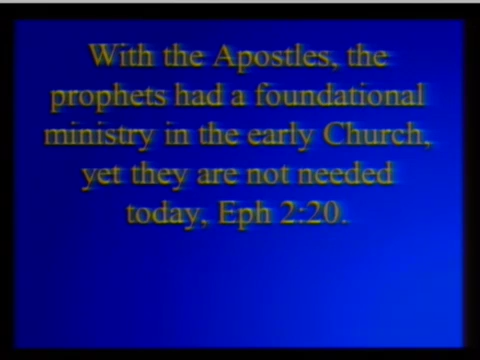 With the Apostles, the
prophets had a foundational
ministry in the early Church,
yet they are not needed
today, Eph 2:20.